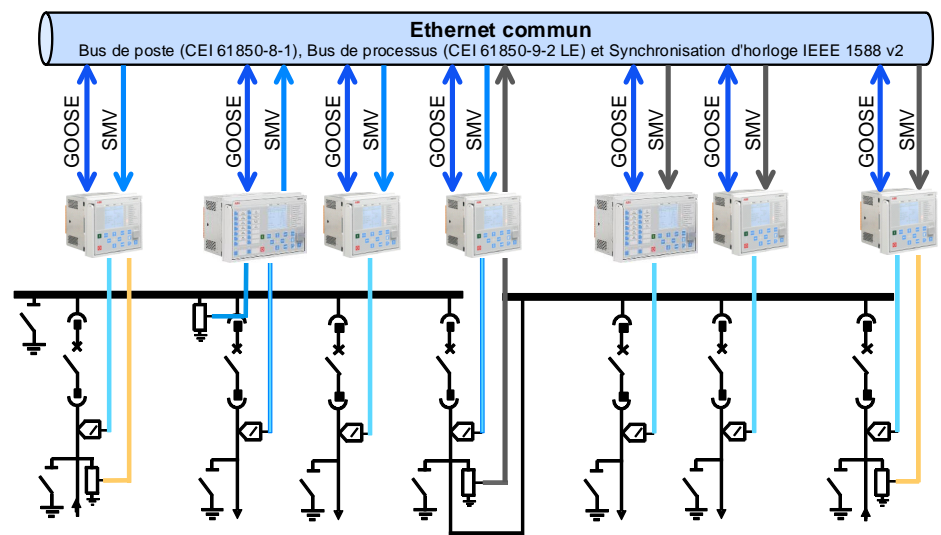 Ethernet commun
Bus de poste (CEI 61850-8-1), Bus de processus (CEI 61850-9-2 LE) et Synchronisation d'horloge IEEE 1588 v2
GOOSE
SMV
GOOSE
SMV
GOOSE
SMV
GOOSE
SMV
GOOSE
SMV
GOOSE
SMV
GOOSE
SMV